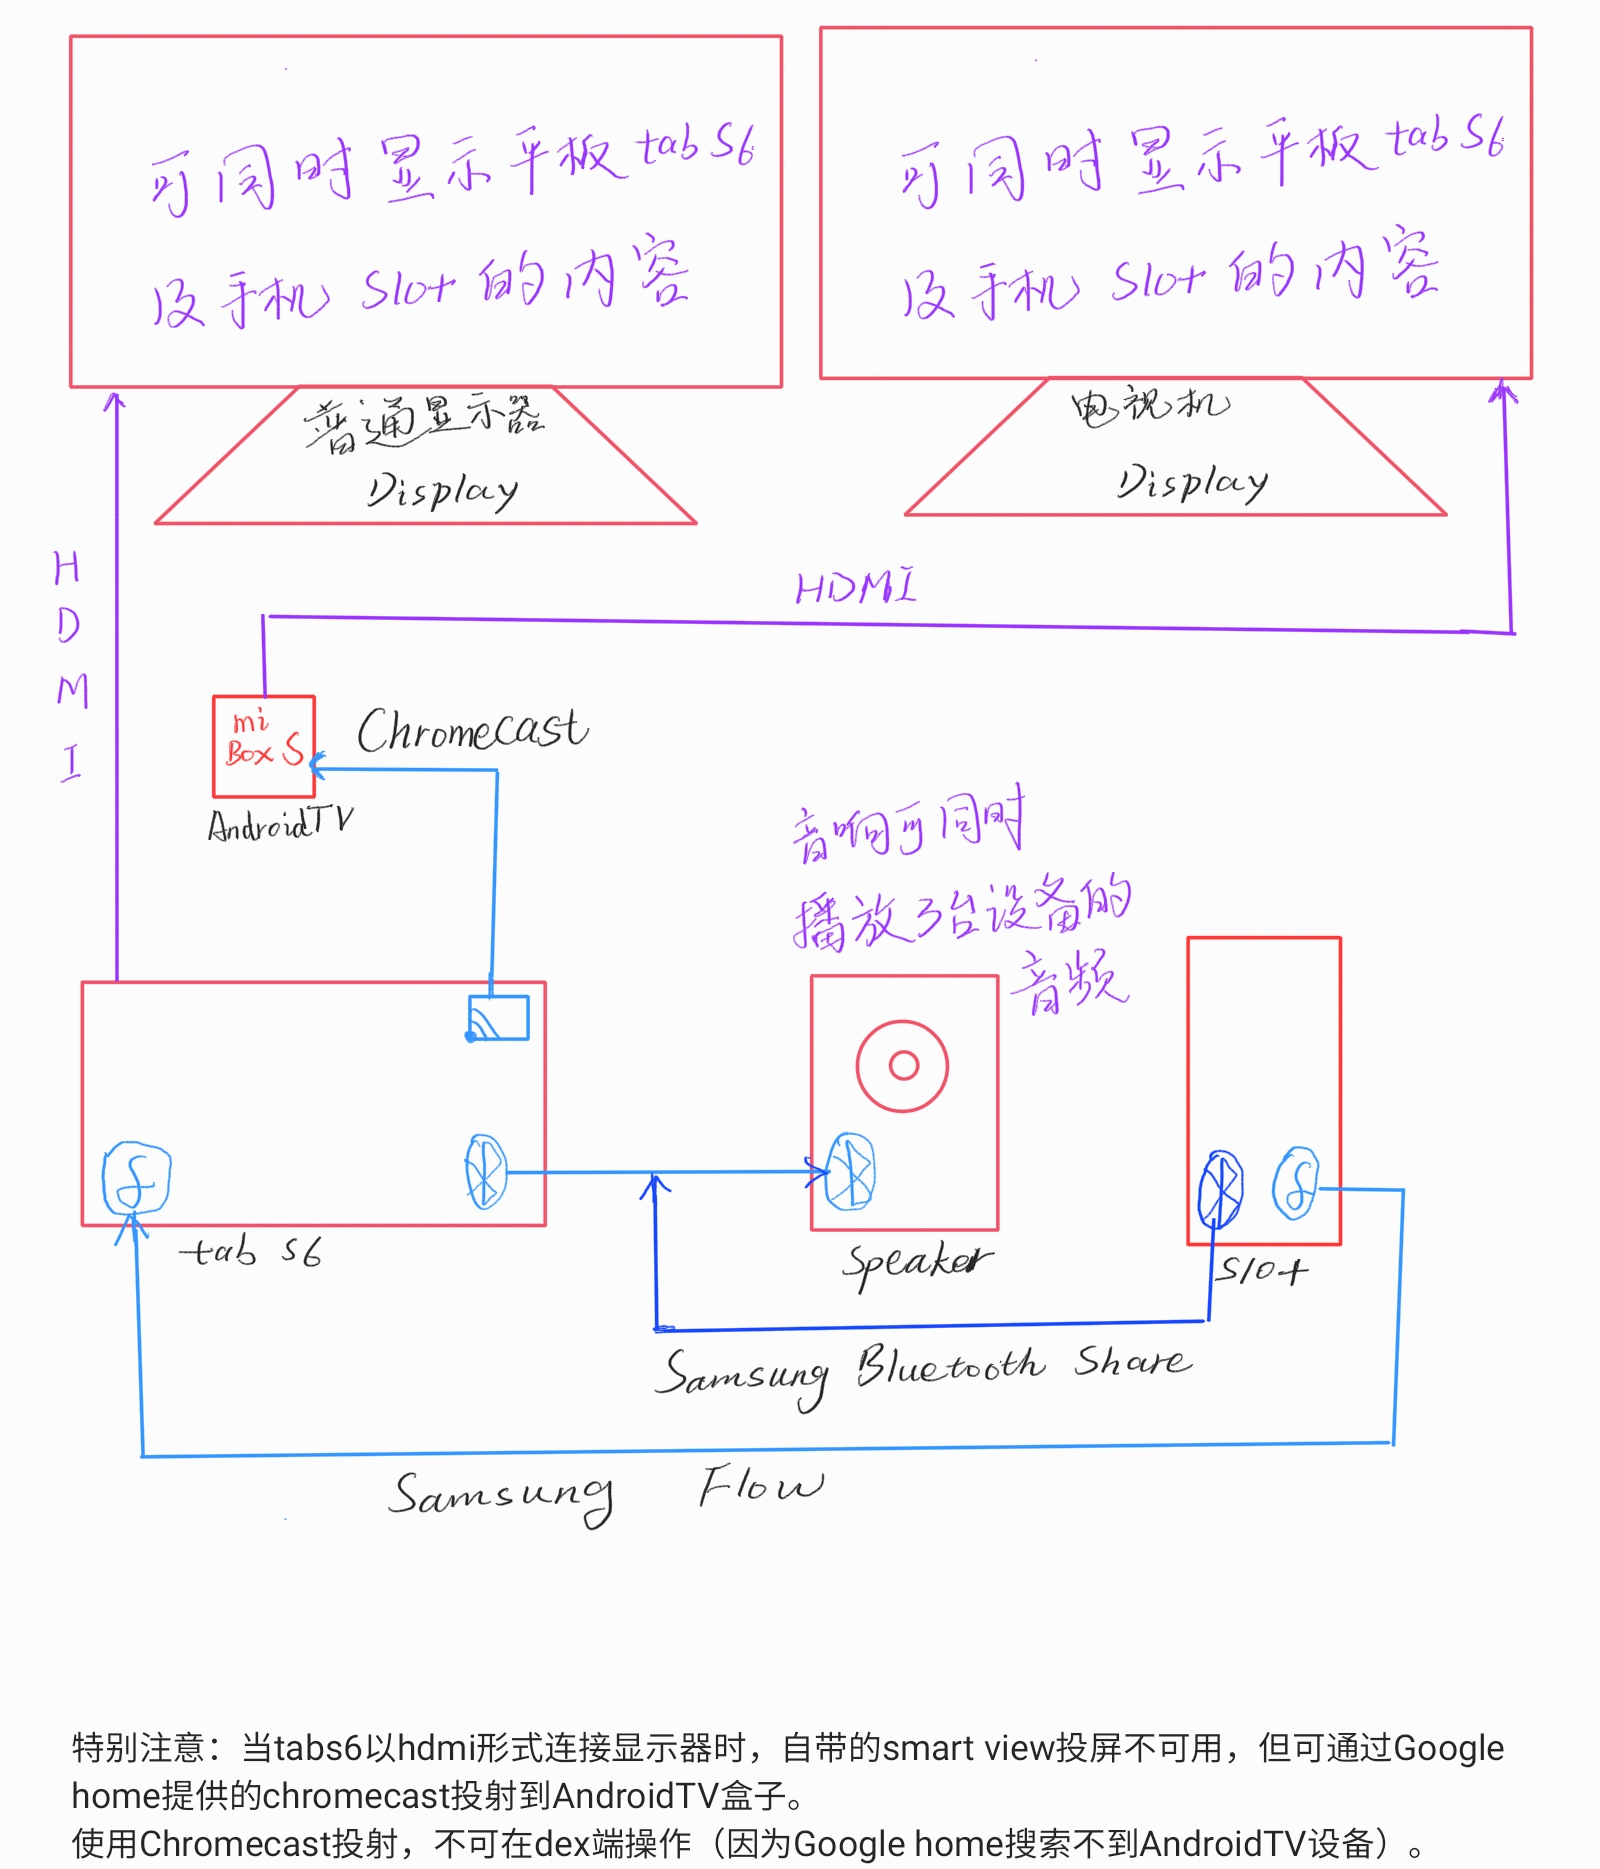 可同时显示平板tab S6
及手机 S10+ 的内容
可同时显示平板tab S6
及手机 S10+ 的内容
普通显示器
Display
电视机
Display
HDMI
HDMI
mi
Box S
Chromecast
AndroidTV
音响可同时
播放3台设备的
音频
tab S6
Speaker
S10+
Samsung Bluetooth Share
Samsung Flow
特别注意：当tabs6以hdmi形式连接显示器时，自带的smart view投屏不可用，但可通过Google
home提供的chromecast投射到AndroidTV盒子。
使用Chromecast投射，不可在dex端操作（因为Google home搜索不到AndroidTV设备）。